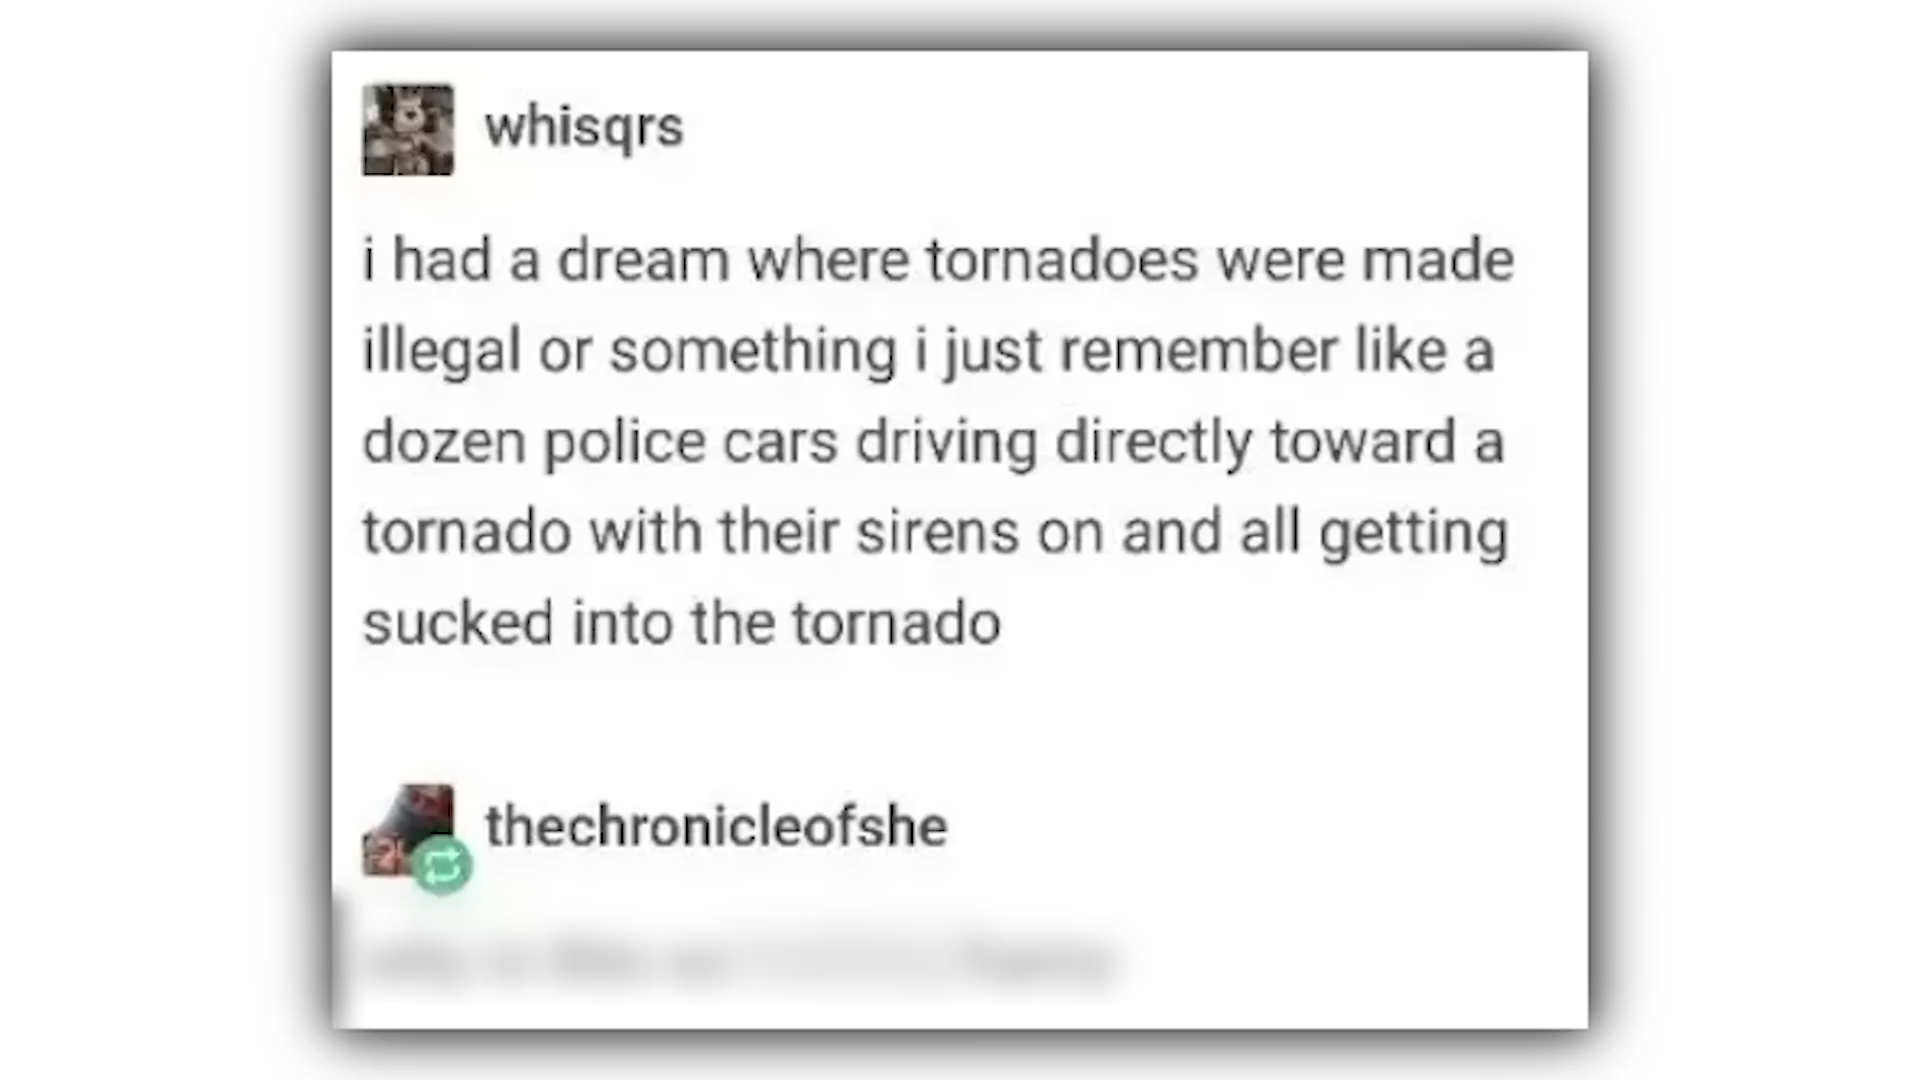 whisqrs
i had a dream where tornadoes were made
illegal or something i just remember like a
dozen police cars driving directly toward a
tornado with their sirens on and all getting
sucked into the tornado
thechronicleofshe